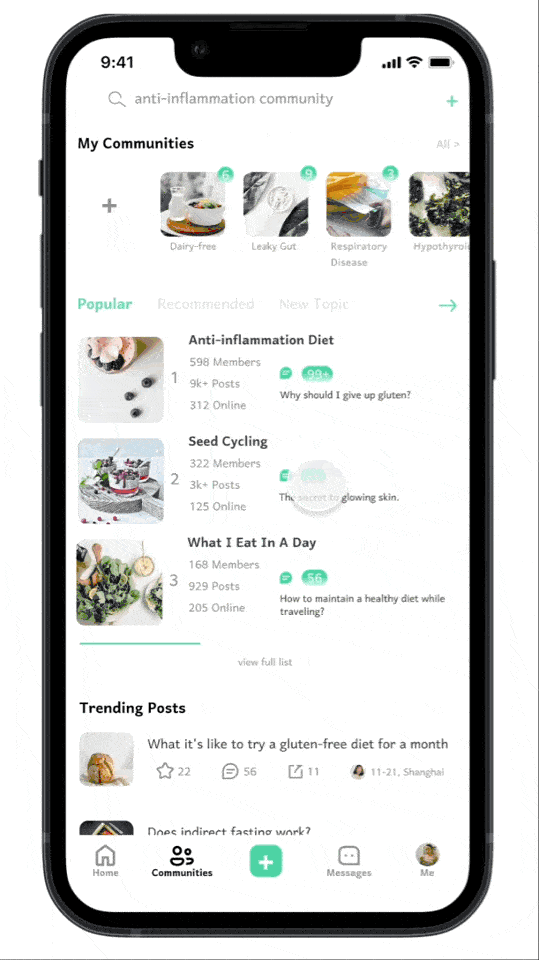 9:41
anti-inflammation community
+
My Communities
All >
6
9
3
+
Dairy-free
Leaky Gut
Respiratory
Disease
Popular
Recommended
New Topic
Anti-inflammation Diet
598 Members
1
9k+ Posts
99+
312 Online
Why should I give up gluten?
Seed Cycling
322 Members
2
3k+ Posts
125 Online
The secret to glowing skin.
What I Eat In A Day
168 Members
3
929 Posts
56
205 Online
How to maintain a healthy diet while
traveling?
view full list
Trending Posts
What it's like to try a gluten-free diet for a month
22
56
11
11-21, Shanghai
Does indirect fasting work?
+
Home
Communities
Messages
Me